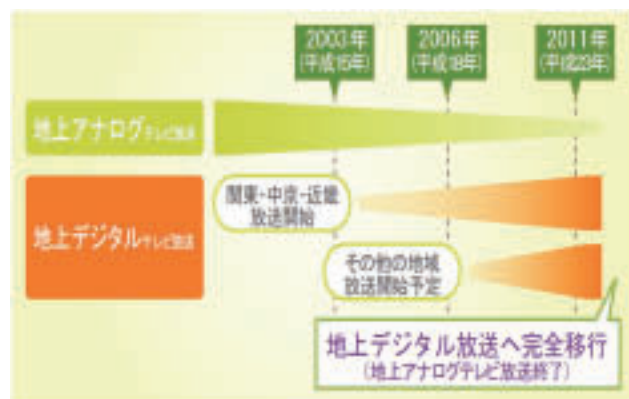 2003年
(平成15年)
2006年
(平成18年)
2011年
(平成23年)
地上アナログテレビ放送
地上デジタルテレビ放送
関東・中京・近畿
放送開始
その他の地域
放送開始予定
地上デジタル放送へ完全移行
(地上アナログテレビ放送終了)